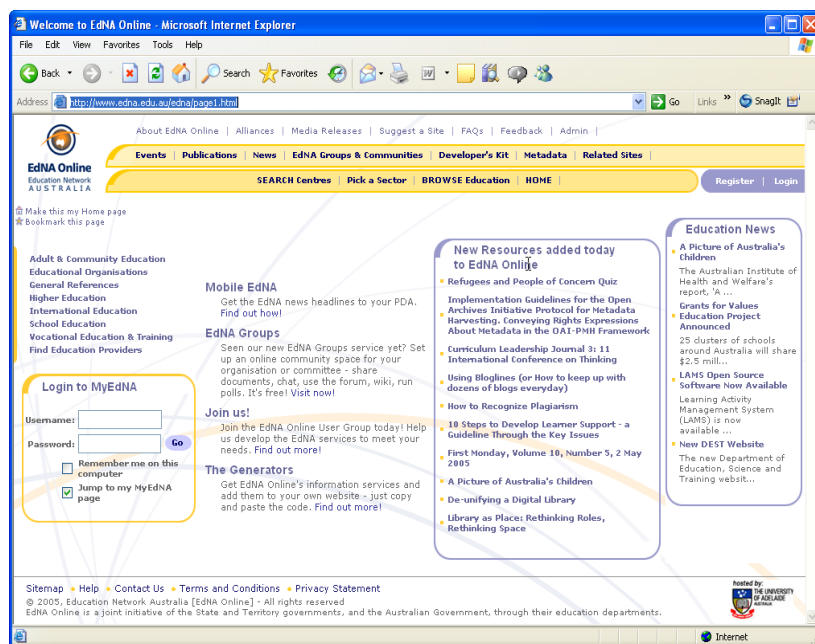 Welcome to EdNA Online - Microsoft Internet Explorer
File Edit View Favorites Tools Help
Back Search Favorites
Address http://www.edna.edu.au/edna/page1.html Go Links » SnagIt
About EdNA Online | Alliances | Media Releases | Suggest a Site | FAQs | Feedback | Admin |
Events | Publications | News | EdNA Groups & Communities | Developer's Kit | Metadata | Related Sites |
SEARCH Centres | Pick a Sector | BROWSE Education | HOME |
Register | Login
EdNA Online
Education Network
AUSTRALIA
Make this my Home page
Bookmark this page
Adult & Community Education
Educational Organisations
General References
Higher Education
International Education
School Education
Vocational Education & Training
Find Education Providers
Login to MyEdNA
Username:
Password:
Go
Remember me on this
computer
Jump to my MyEdNA
page
Mobile EdNA
Get the EdNA news headlines to your PDA.
Find out how!
EdNA Groups
Seen our new EdNA Groups service yet? Set
up an online community space for your
organisation or committee - share
documents, chat, use the forum, wiki, run
polls. It's free! Visit now!
Join us!
Join the EdNA Online User Group today! Help
us develop the EdNA services to meet your
needs. Find out more!
The Generators
Get EdNA Online's information services and
add them to your own website - just copy
and paste the code. Find out more!
New Resources added today
to EdNA Online
Refugees and People of Concern Quiz
Implementation Guidelines for the Open
Archives Initiative Protocol for Metadata
Harvesting. Conveying Rights Expressions
About Metadata in the OAI-PMH Framework
Curriculum Leadership Journal 3: 11
International Conference on Thinking
Using Bloglines (or How to keep up with
dozens of blogs everyday)
How to Recognize Plagiarism
10 Steps to Develop Learner Support - a
Guideline Through the Key Issues
First Monday, Volume 10, Number 5, 2 May
2005
A Picture of Australia's Children
De-unifying a Digital Library
Library as Place: Rethinking Roles,
Rethinking Space
Education News
A Picture of Australia's
Children
The Australian Institute of
Health and Welfare's
report, 'A ...
Grants for Values
Education Project
Announced
25 clusters of schools
around Australia will share
$2.5 mill...
LAMS Open Source
Software Now Available
Learning Activity
Management System
(LAMS) is now
available ...
New DEST Website
The new Department of
Education, Science and
Training websit...
Sitemap Help Contact Us Terms and Conditions Privacy Statement
© 2005, Education Network Australia [EdNA Online] - All rights reserved
EdNA Online is a joint initiative of the State and Territory governments, and the Australian Government, through their education departments.
hosted by:
THE UNIVERSITY
OF ADELAIDE
AUSTRALIA
Internet